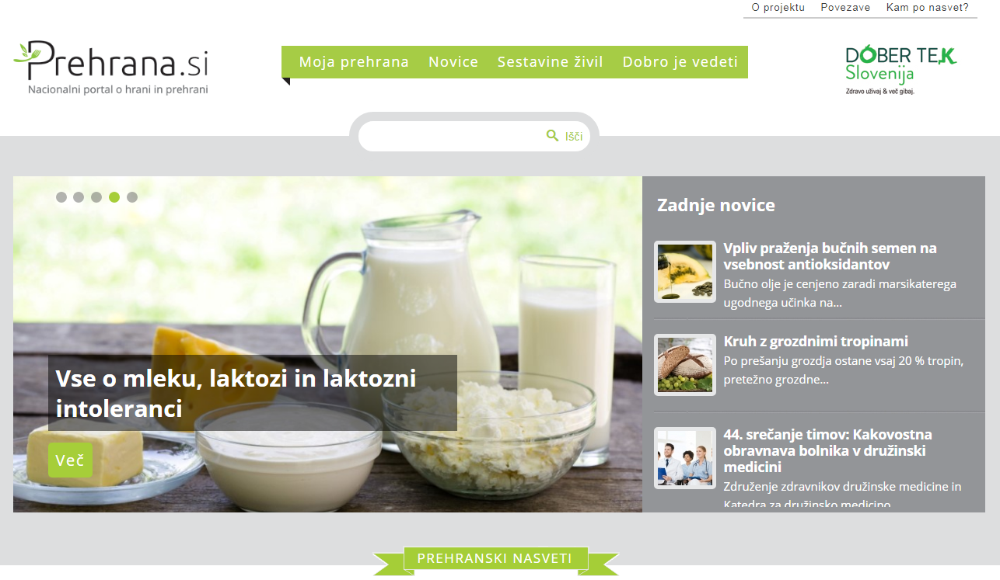 O projektu Povezave Kam po nasvet?
Prehrana.si
Nacionalni portal o hrani in prehrani
Moja prehrana Novice Sestavine živil Dobro je vedeti
DOBER TEK
Slovenija
Zdravo uživaj & več gibaj.
Išči
Vse o mleku, laktozi in laktozni
intoleranci
Več
Zadnje novice
Vpliv praženja bučnih semen na
vsebnost antioksidantov
Bučno olje je cenjeno zaradi marsikaterega
ugodnega učinka na...
Kruh z grozdnimi tropinami
Po prešanju grozdja ostane vsaj 20 % tropin,
pretežno grozdne...
44. srečanje timov: Kakovostna
obravnava bolnika v družinski
medicini
Združenje zdravnikov družinske medicine in
Katedra za družinsko medicino
PREHRANSKI NASVETI